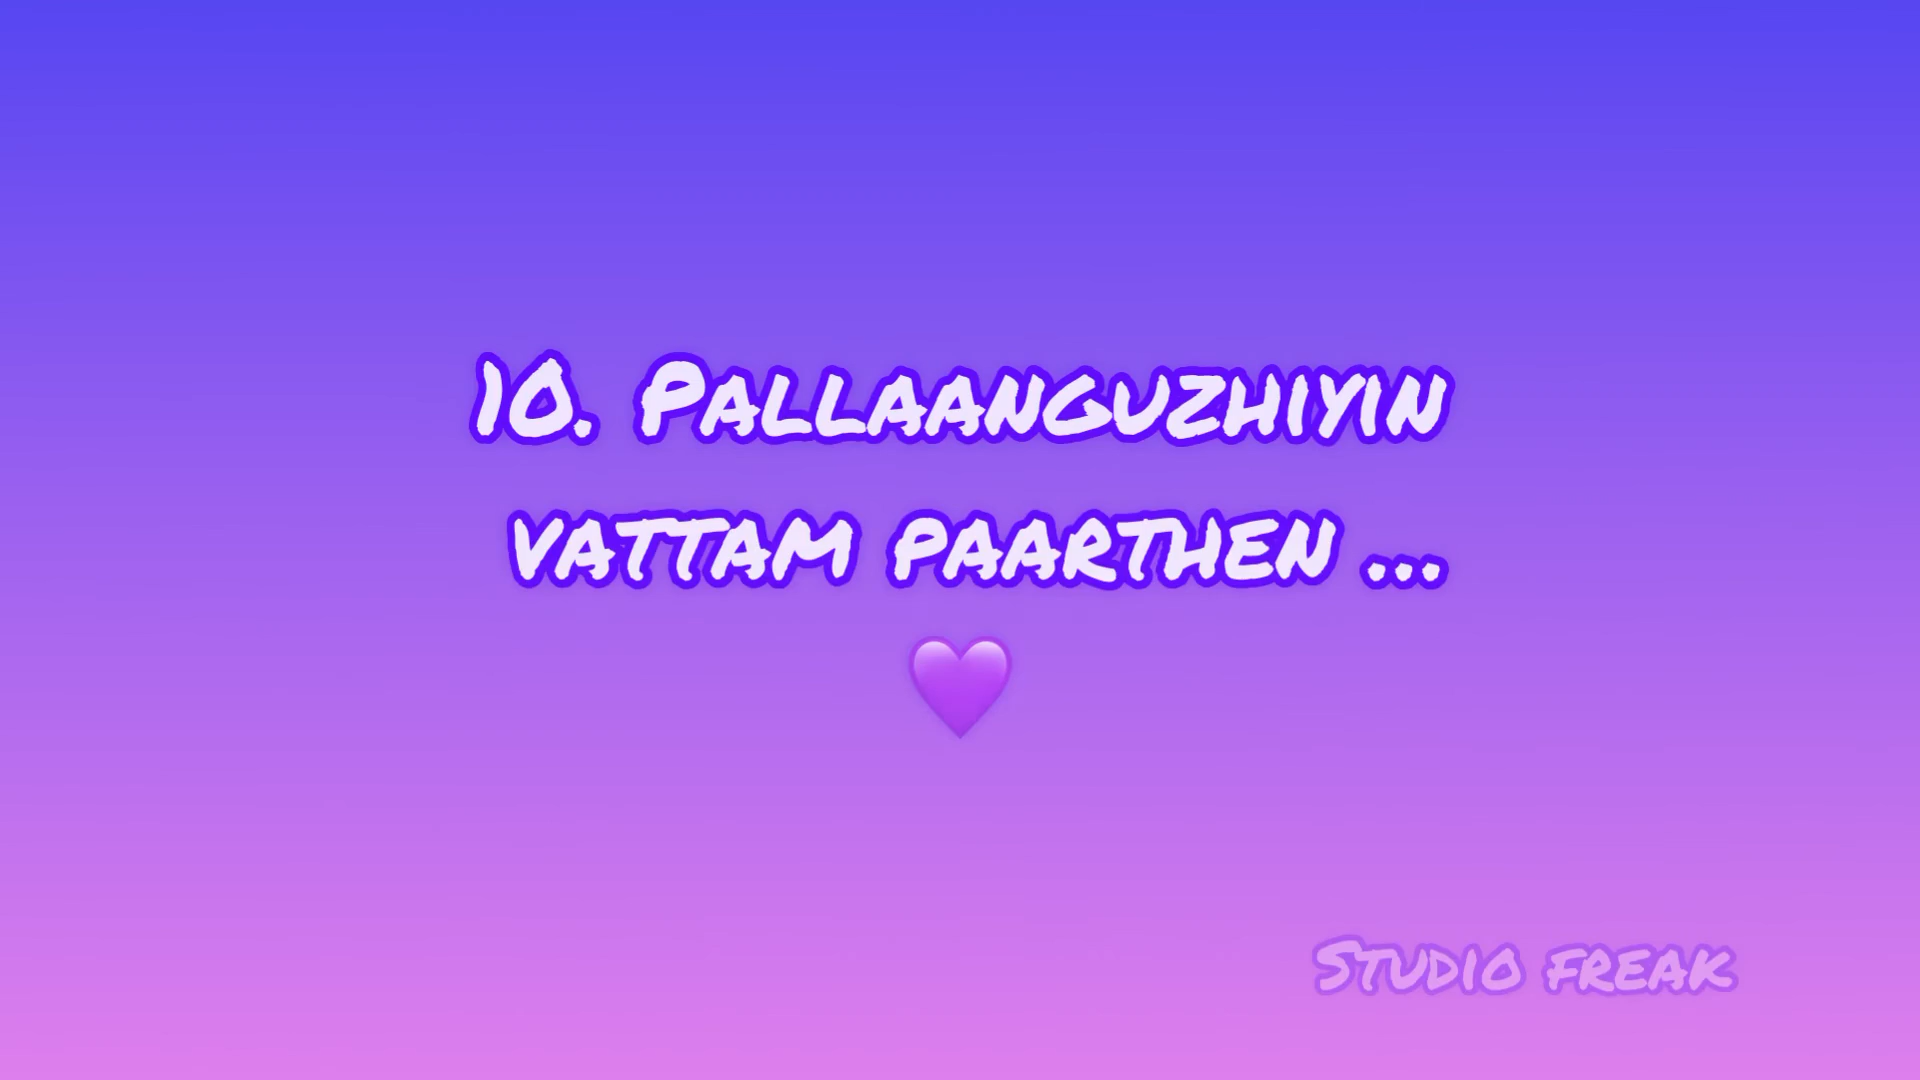 10. Pallaanguzhiyin
vattam paarthen ...
💜
Studio freak